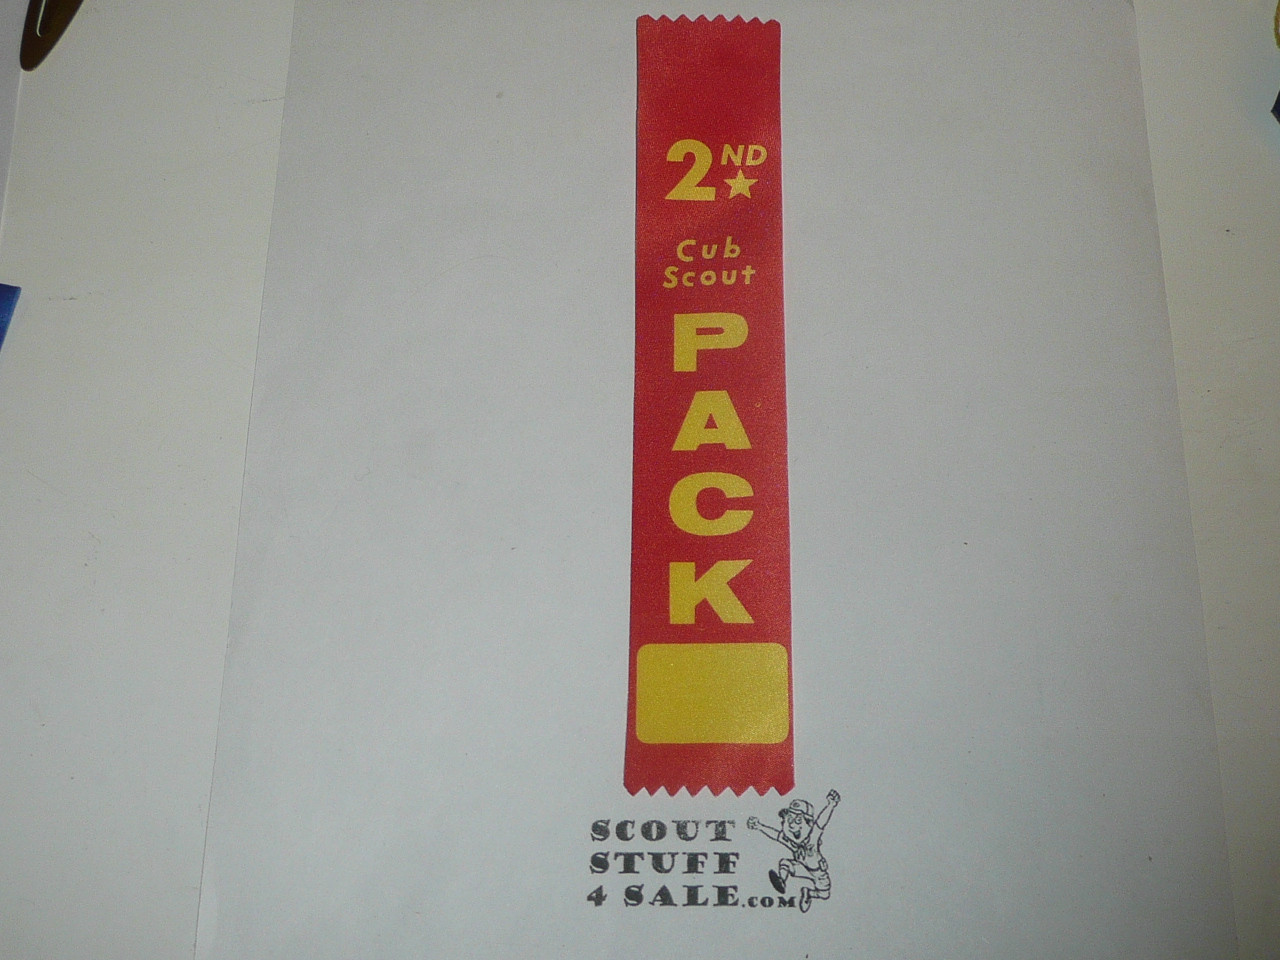 2ND
Cub
Scout
PACK
SCOUT
STUFF
4 SALE.COM